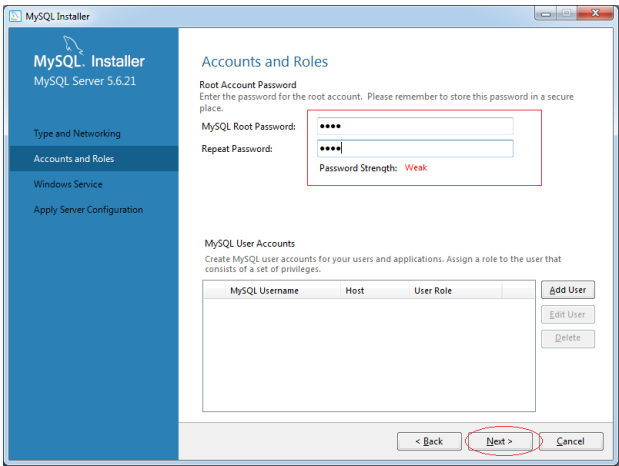 MySQL Installer
MySQL. Installer
MySQL Server 5.6.21
Type and Networking
Accounts and Roles
Windows Service
Apply Server Configuration
Accounts and Roles
Root Account Password
Enter the password for the root account. Please remember to store this password in a secure
place.
MySQL Root Password: ●●●●
Repeat Password: ●●●●
Password Strength: Weak
MySQL User Accounts
Create MySQL user accounts for your users and applications. Assign a role to the user that
consists of a set of privileges.
MySQL Username Host User Role
Add User
Edit User
Delete
< Back Next > Cancel